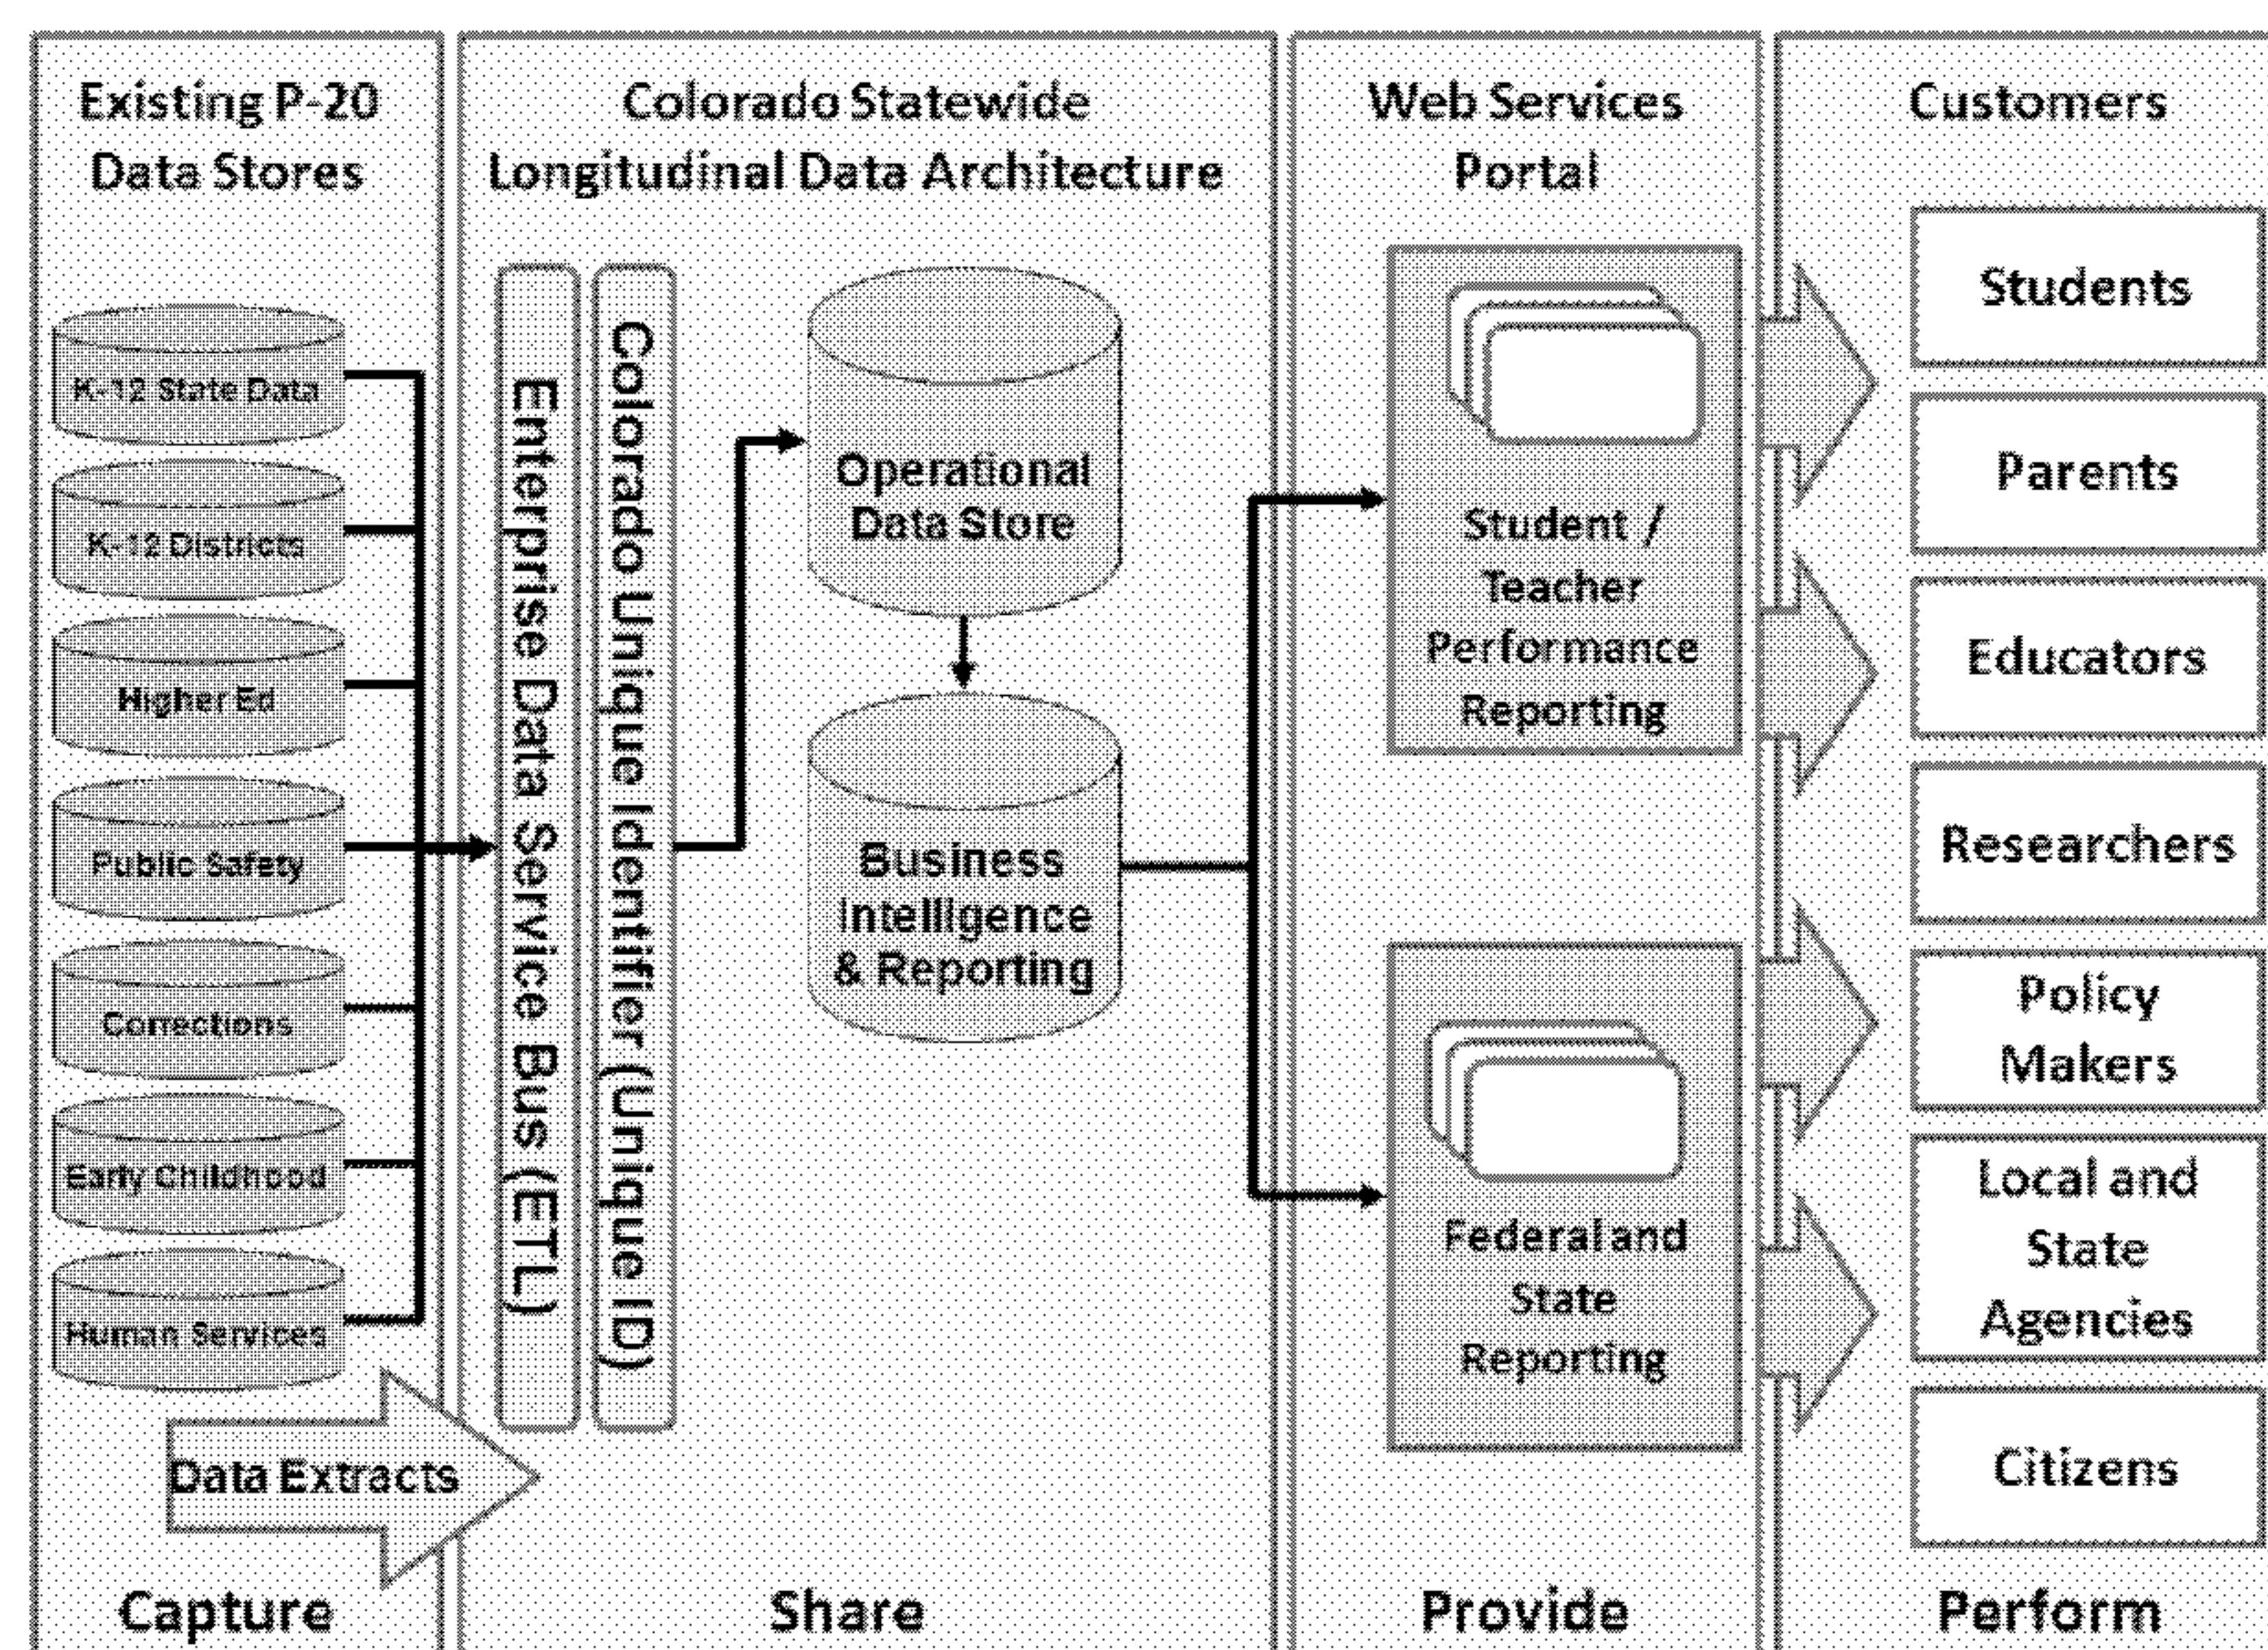 Existing P-20
Data Stores
K-12 State Data
K-12 Districts
Higher Ed
Public Safety
Corrections
Early Childhood
Human Services
Data Extracts
Capture
Colorado Statewide
Longitudinal Data Architecture
Enterprise Data Service Bus (ETL)
Colorado Unique Identifier (Unique ID)
Operational
Data Store
Business
Intelligence
& Reporting
Share
Web Services
Portal
Student /
Teacher
Performance
Reporting
Federal and
State
Reporting
Provide
Customers
Students
Parents
Educators
Researchers
Policy
Makers
Local and
State
Agencies
Citizens
Perform